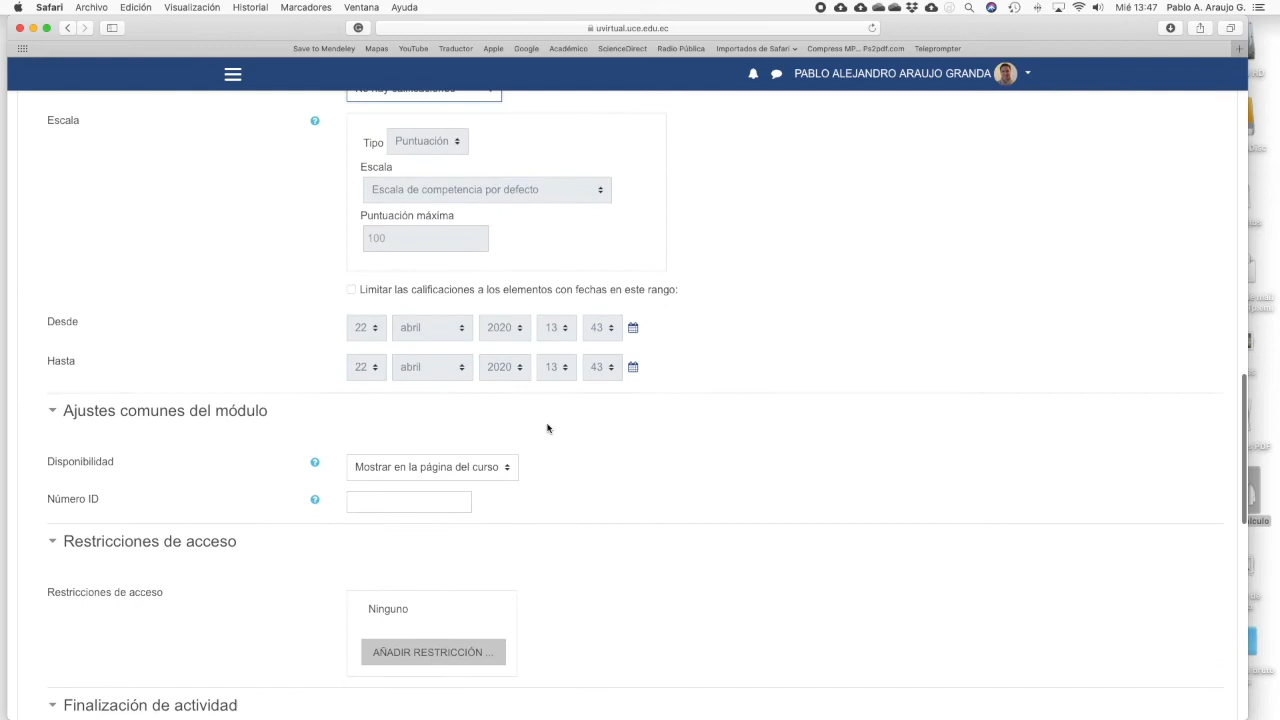 Safari Archivo Edición Visualización Historial Marcadores Ventana Ayuda Mié 13:47 Pablo A. Araujo G.
uvirtual.uce.edu.ec
Save to Mendeley Mapas YouTube Traductor Apple Google Académico ScienceDirect Radio Pública Importados de Safari Compress MP... Ps2pdf.com Teleprompter
PABLO ALEJANDRO ARAUJO GRANDA
No hay calificaciones
Escala
Tipo Puntuación
Escala
Escala de competencia por defecto
Puntuación máxima
100
Limitar las calificaciones a los elementos con fechas en este rango:
Desde 22 abril 2020 13 43
Hasta 22 abril 2020 13 43
Ajustes comunes del módulo
Disponibilidad Mostrar en la página del curso
Número ID
Restricciones de acceso
Restricciones de acceso
Ninguno
AÑADIR RESTRICCIÓN ...
Finalización de actividad